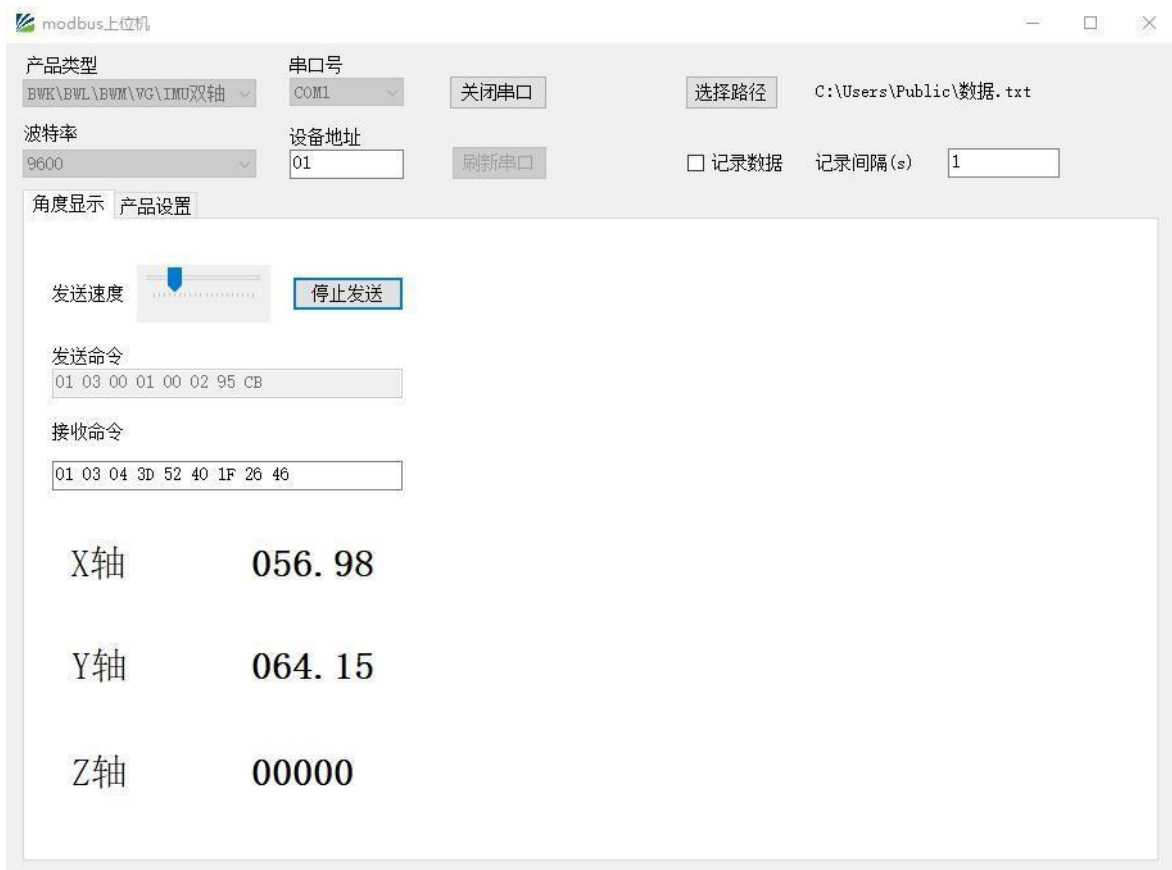 modbus上位机
产品类型 串口号
BWK\BWL\BWM\VG\IMU双轴 COM1 关闭串口 选择路径 C:\Users\Public\数据.txt
波特率 设备地址
9600 01 刷新串口 记录数据 记录间隔(s) 1
角度显示 产品设置
发送速度 停止发送
发送命令
01 03 00 01 00 02 95 CB
接收命令
01 03 04 3D 52 40 1F 26 46
X轴 056.98
Y轴 064.15
Z轴 00000